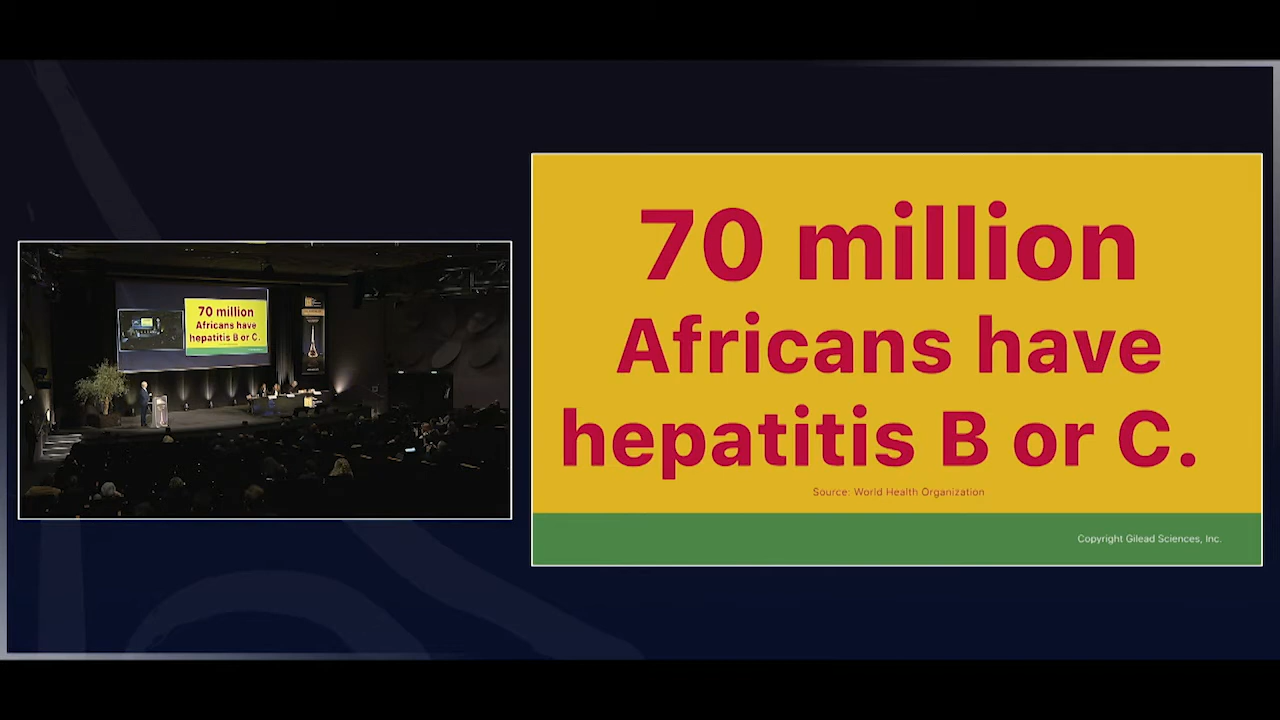 70 million
Africans have
hepatitis B or C.
70 million
Africans have
hepatitis B or C.
Source: World Health Organization
Copyright Gilead Sciences, Inc.